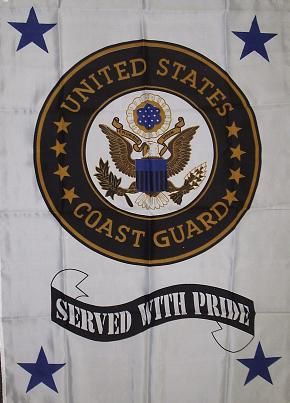 UNITED STATES
COAST GUARD
SERVED WITH PRIDE